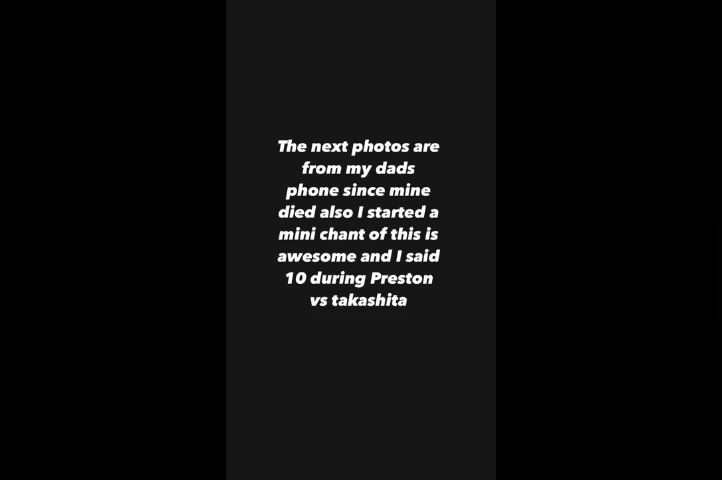 The next photos are
from my dads
phone since mine
died also I started a
mini chant of this is
awesome and I said
10 during Preston
vs takashita